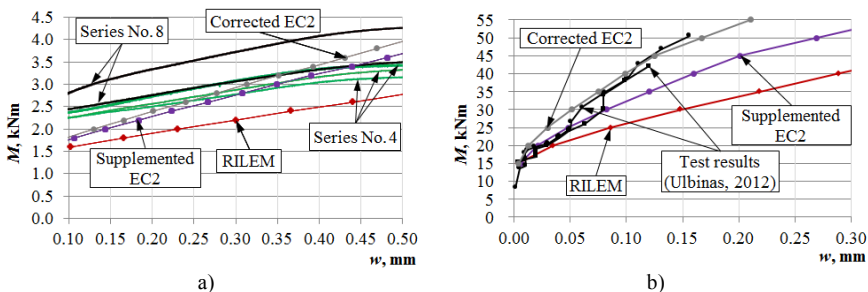 4.5
4.0
3.5
3.0
2.5
2.0
1.5
1.0
0.5
0.0
M, kNm
Series No. 8
Corrected EC2
Series No. 4
Supplemented
EC2
RILEM
0.10 0.15 0.20 0.25 0.30 0.35 0.40 0.45 0.50
w, mm
a)
55
50
45
40
35
30
25
20
15
10
5
0
M, kNm
Corrected EC2
Supplemented
EC2
Test results
(Ulbinas, 2012)
RILEM
0.00 0.05 0.10 0.15 0.20 0.25 0.30
w, mm
b)